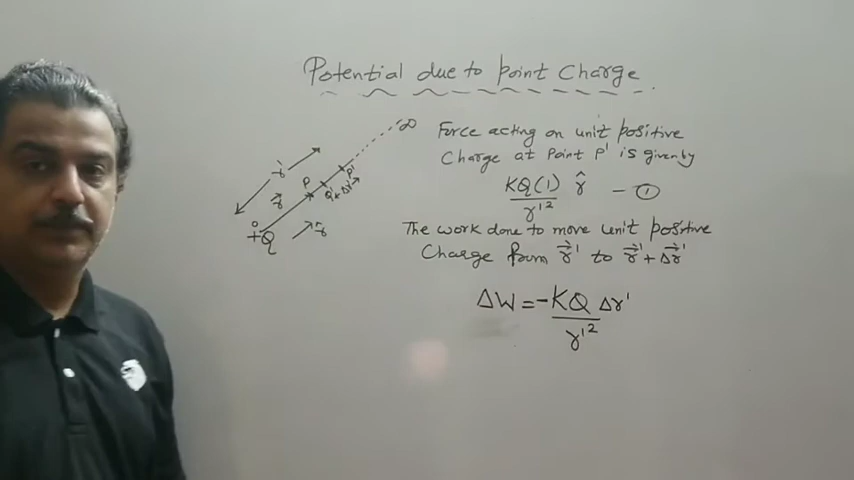 Potential due to point Charge
Force acting on unit positive
Charge at Point P' is given by
KQ(1) r̂ — ①
r'²
The work done to move unit positive
Charge from r⃗' to r⃗'+Δr⃗'
ΔW = -KQ Δr'
r'²
∞
P'
P
r'
r⃗
r̂
O
+Q